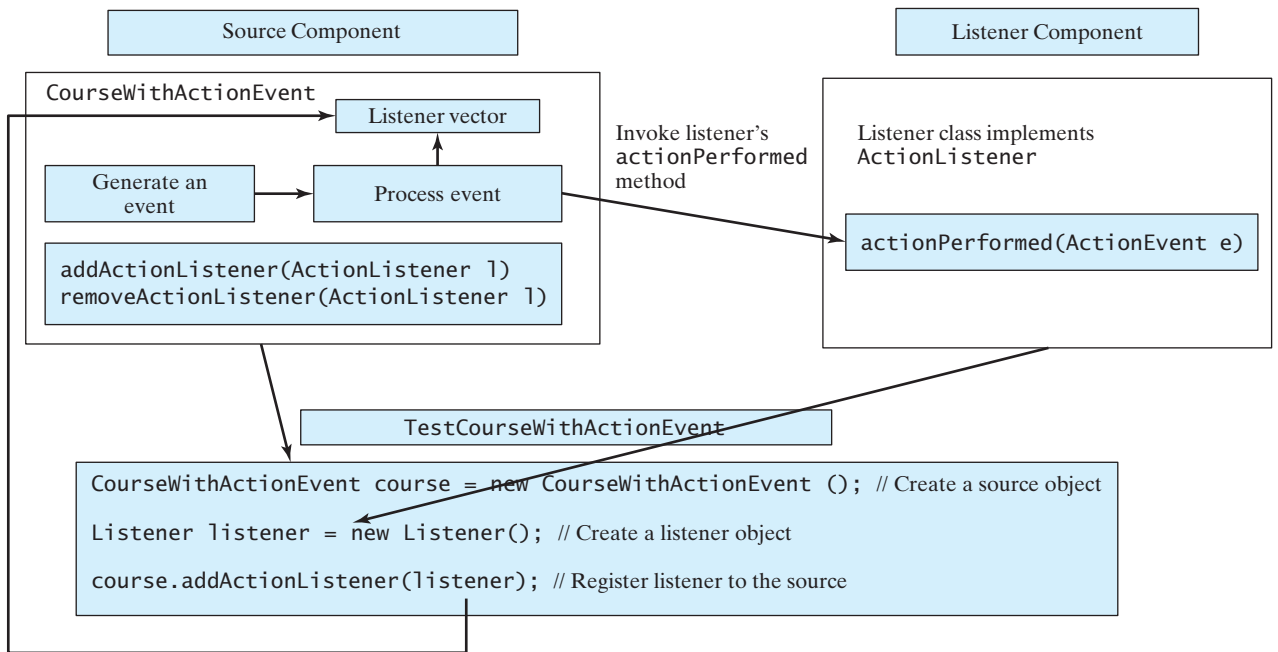 Source Component
Listener Component
CourseWithActionEvent
Listener vector
Generate an
event
Process event
addActionListener(ActionListener l)
removeActionListener(ActionListener l)
Invoke listener's
actionPerformed
method
Listener class implements
ActionListener
actionPerformed(ActionEvent e)
TestCourseWithActionEvent
CourseWithActionEvent course = new CourseWithActionEvent (); // Create a source object
Listener listener = new Listener(); // Create a listener object
course.addActionListener(listener); // Register listener to the source